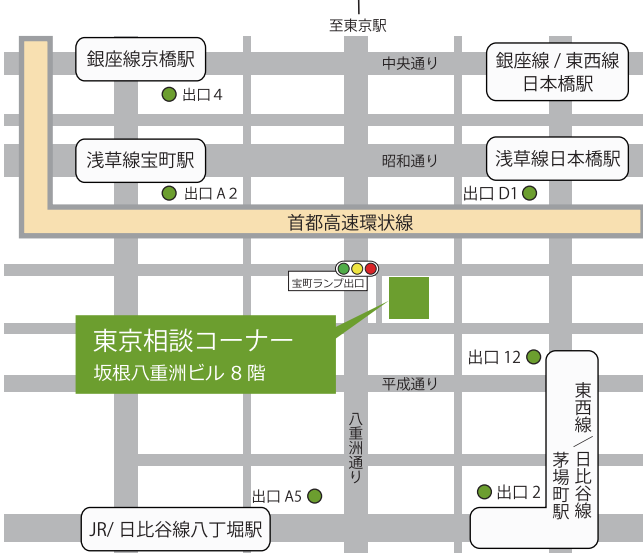 至東京駅
銀座線京橋駅
中央通り
銀座線 / 東西線
日本橋駅
出口 4
浅草線宝町駅
昭和通り
浅草線日本橋駅
出口 A 2
出口 D1
首都高速環状線
宝町ランプ出口
東京相談コーナー
坂根八重洲ビル 8 階
出口 12
平成通り
八重洲通り
東西線/日比谷線
茅場町駅
出口 A5
出口 2
JR/ 日比谷線八丁堀駅